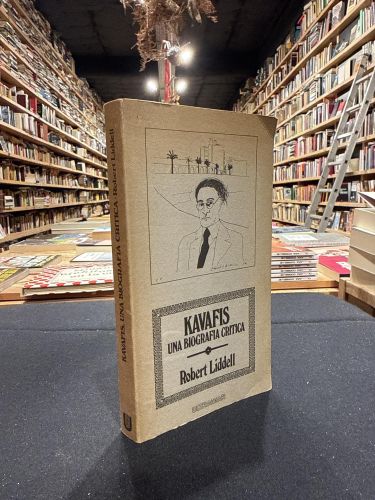 KAVAFIS. UNA BIOGRAFIA CRITICA Robert Liddell
KAVAFIS
UNA BIOGRAFIA CRITICA
Robert Liddell